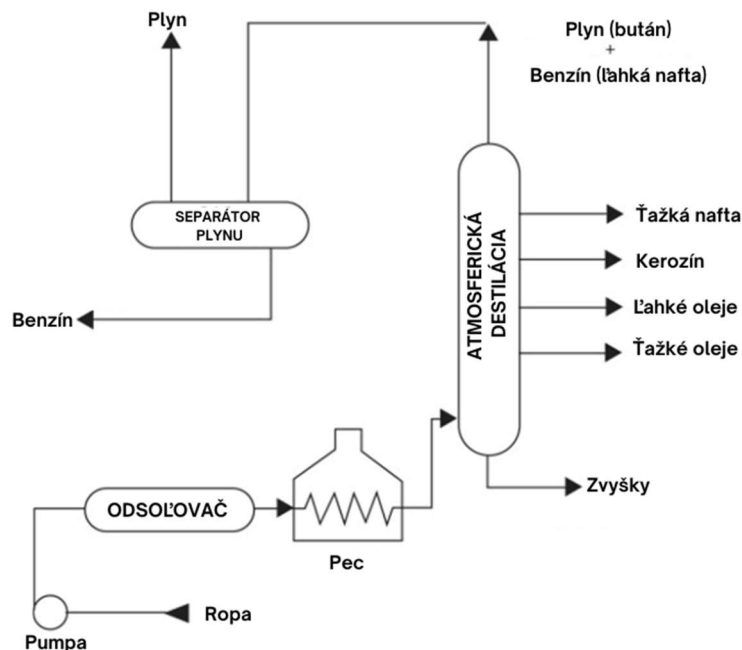 Plyn
Plyn (bután)
+
Benzín (ľahká nafta)
SEPARÁTOR
PLYNU
ATMOSFERICKÁ
DESTILÁCIA
Ťažká nafta
Kerozín
Ľahké oleje
Ťažké oleje
Benzín
Zvyšky
ODSOĽOVAČ
Pec
Ropa
Pumpa